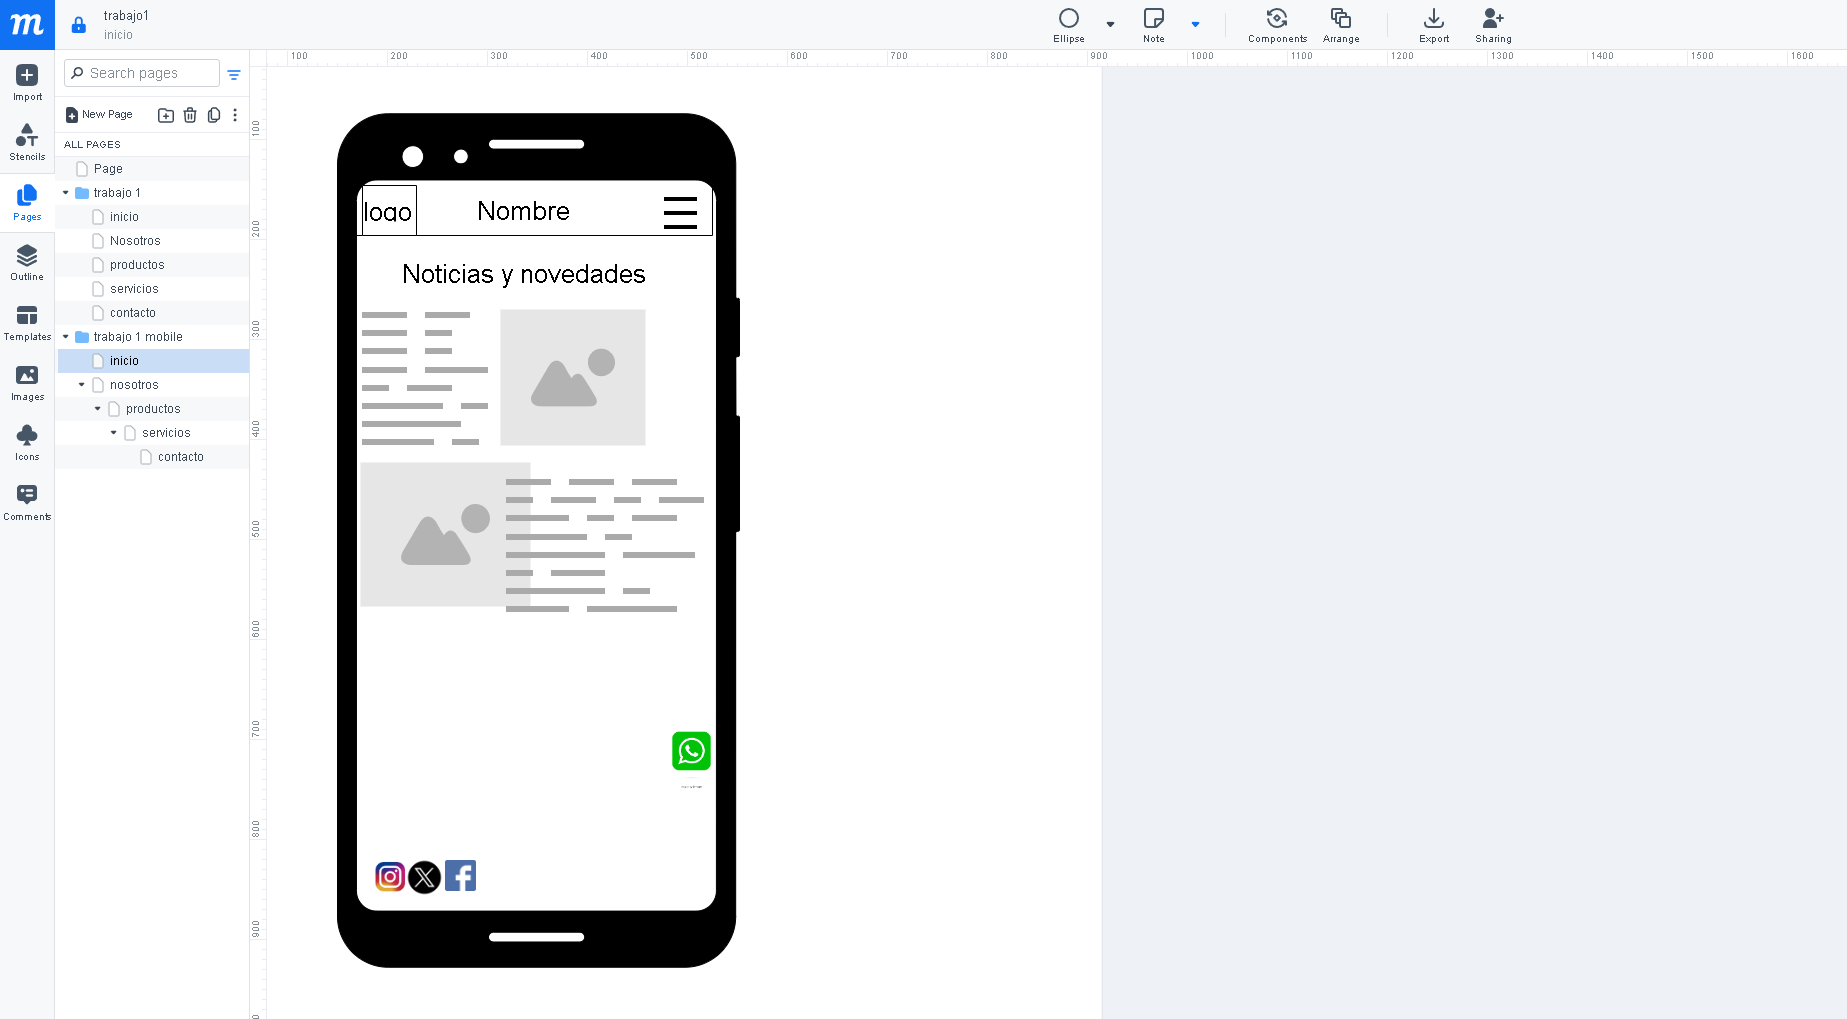 m
trabajo1
inicio
Ellipse
Note
Components
Arrange
Export
Sharing
Import
Stencils
Pages
Outline
Templates
Images
Icons
Comments
Search pages
New Page
ALL PAGES
Page
trabajo 1
inicio
Nosotros
productos
servicios
contacto
trabajo 1 mobile
inicio
nosotros
productos
servicios
contacto
100 200 300 400 500 600 700 800 900 1000 1100 1200 1300 1400 1500 1600
100
200
300
400
500
600
700
800
900
logo
Nombre
Noticias y novedades